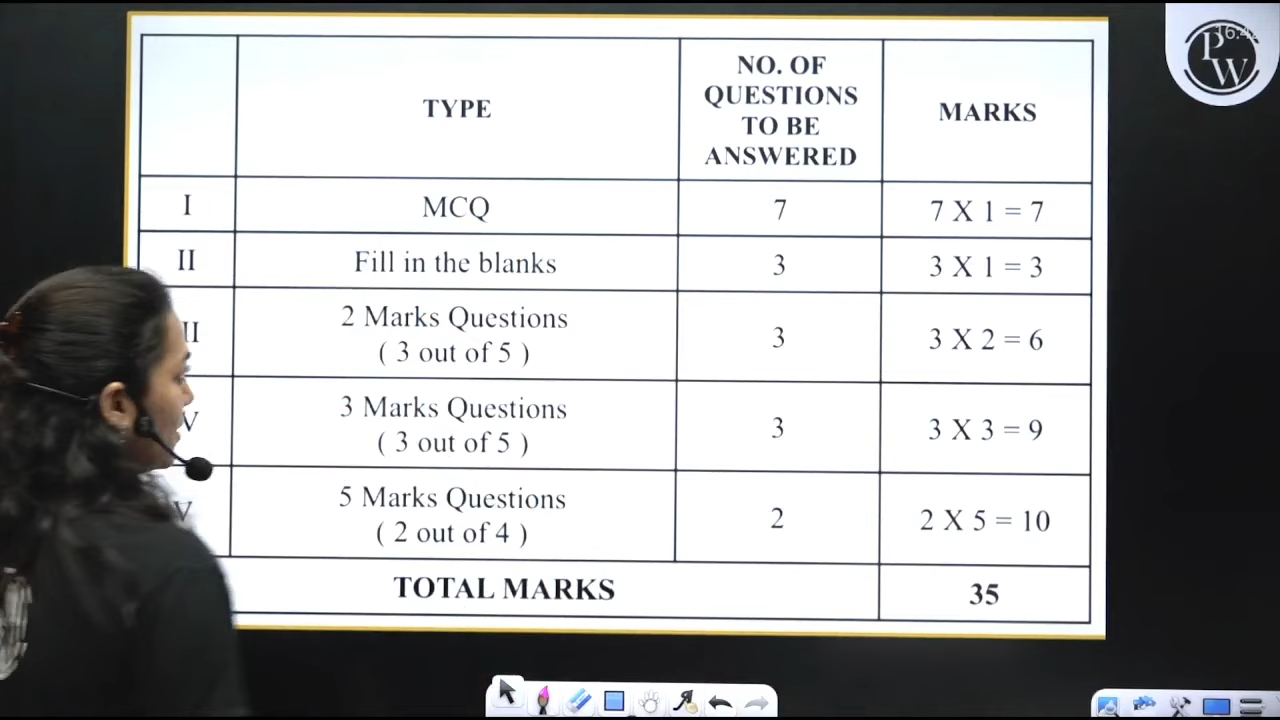 TYPE
NO. OF
QUESTIONS
TO BE
ANSWERED
MARKS
I
MCQ
7
7 X 1 = 7
II
Fill in the blanks
3
3 X 1 = 3
II
2 Marks Questions
( 3 out of 5 )
3
3 X 2 = 6
V
3 Marks Questions
( 3 out of 5 )
3
3 X 3 = 9
V
5 Marks Questions
( 2 out of 4 )
2
2 X 5 = 10
TOTAL MARKS
35
P
W